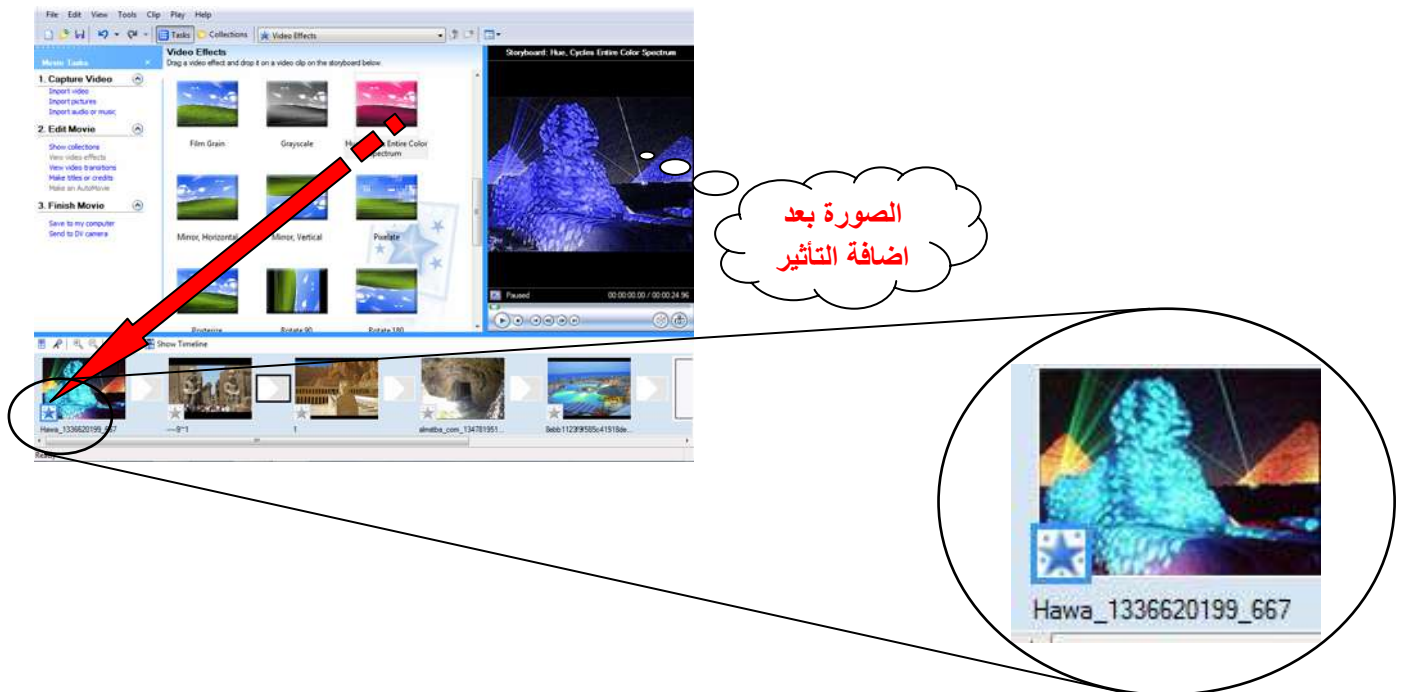 File Edit View Tools Clip Play Help
Tasks Collections Video Effects
Movie Tasks
Video Effects
Drag a video effect and drop it on a video clip on the storyboard below.
Storyboard: Hue, Cycles Entire Color Spectrum
1. Capture Video
Import video
Import pictures
Import audio or music
2. Edit Movie
Show collections
View video effects
View video transitions
Make titles or credits
Make an AutoMovie
3. Finish Movie
Save to my computer
Send to DV camera
Film Grain
Grayscale
Entire Color
Mirror, Horizontal
Mirror, Vertical
Pixelate
Posterize
Rotate 90
Rotate 180
Paused
00:00:00.00 / 00:00:24.96
الصورة بعد
اضافة التأثير
Show Timeline
Hawa_1336620199_667
1
Hawa_1336620199_667